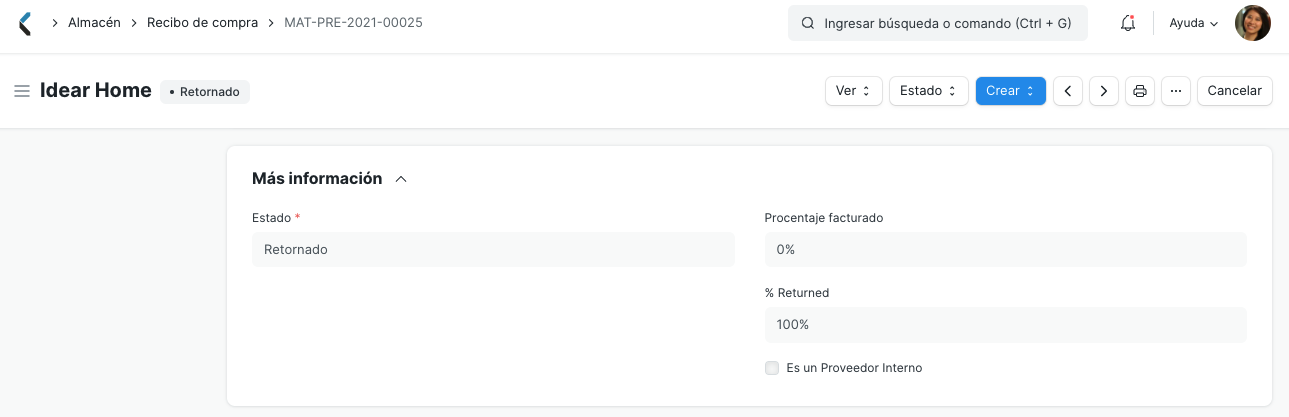 Almacén
Recibo de compra
MAT-PRE-2021-00025
Ingresar búsqueda o comando (Ctrl + G)
Ayuda
Idear Home
• Retornado
Ver
Estado
Crear
...
Cancelar
Más información
Estado *
Retornado
Procentaje facturado
0%
% Returned
100%
Es un Proveedor Interno